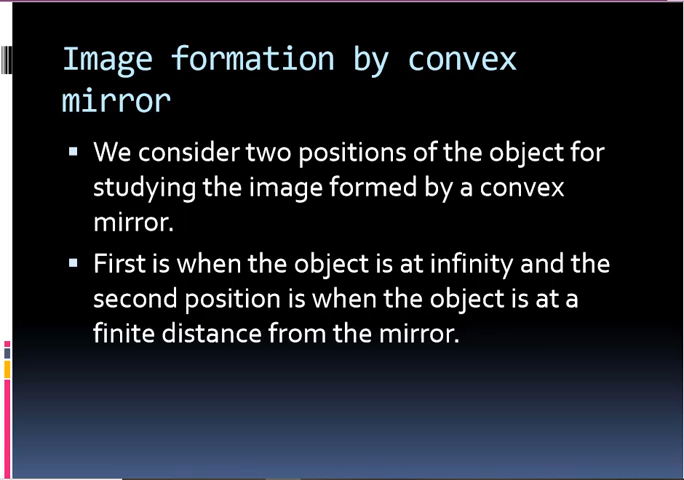 Image formation by convex
mirror
▪ We consider two positions of the object for
studying the image formed by a convex
mirror.
▪ First is when the object is at infinity and the
second position is when the object is at a
finite distance from the mirror.